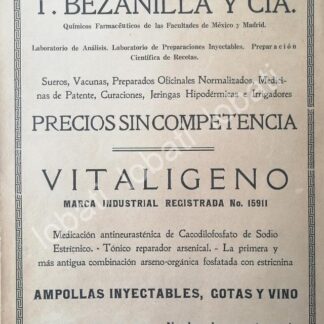 T. BEZANILLA Y CIA.
Químicos Farmacéuticos de las Facultades de México y Madrid.
Laboratorio de Análisis. Laboratorio de Preparaciones Inyectables. Preparación
Científica de Recetas.
Sueros, Vacunas, Preparados Oficinales Normalizados, Medicinas
de Patente, Curaciones, Jeringas Hipodérmicas e Irrigadores
PRECIOS SIN COMPETENCIA
VITALIGENO
MARCA INDUSTRIAL REGISTRADA No. 15911
Medicación antineurasténica de Cacodilofosfato de Sodio
Estrícnico. - Tónico reparador arsenical. - La primera y
más antigua combinación arseno-orgánica fosfatada con estricnina
AMPOLLAS INYECTABLES, GOTAS Y VINO